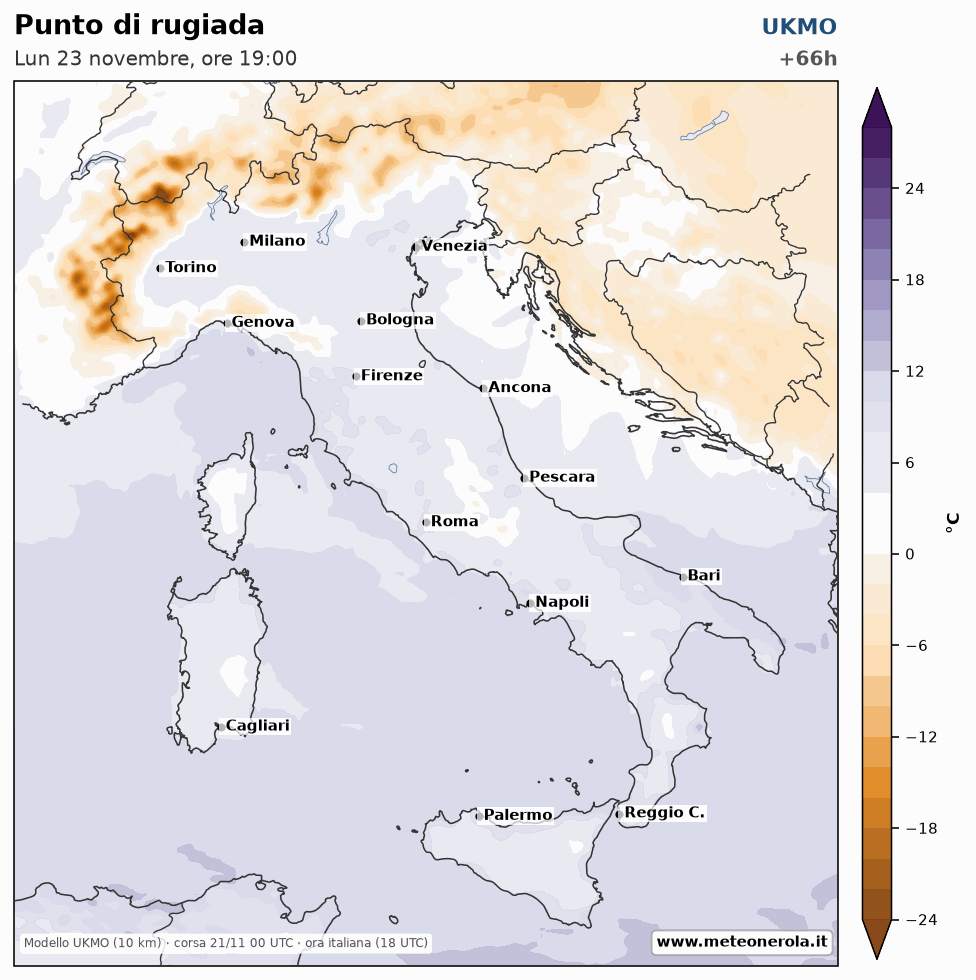 Punto di rugiada
UKMO
Lun 23 novembre, ore 19:00
+66h
Milano
Venezia
Torino
Genova
Bologna
Firenze
Ancona
Pescara
Roma
Bari
Napoli
Cagliari
Palermo
Reggio C.
24
18
12
6
0
−6
−12
−18
−24
°C
Modello UKMO (10 km) · corsa 21/11 00 UTC · ora italiana (18 UTC)
www.meteonerola.it